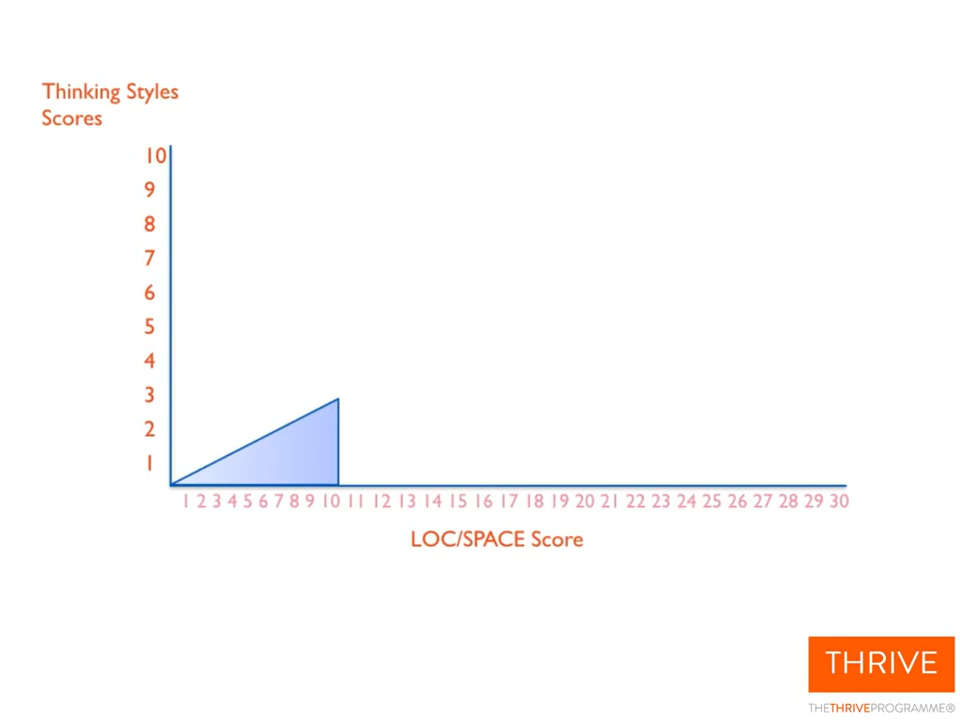 Thinking Styles
Scores
10
9
8
7
6
5
4
3
2
1
1 2 3 4 5 6 7 8 9 10 11 12 13 14 15 16 17 18 19 20 21 22 23 24 25 26 27 28 29 30
LOC/SPACE Score
THRIVE
THETHRIVEPROGRAMME®